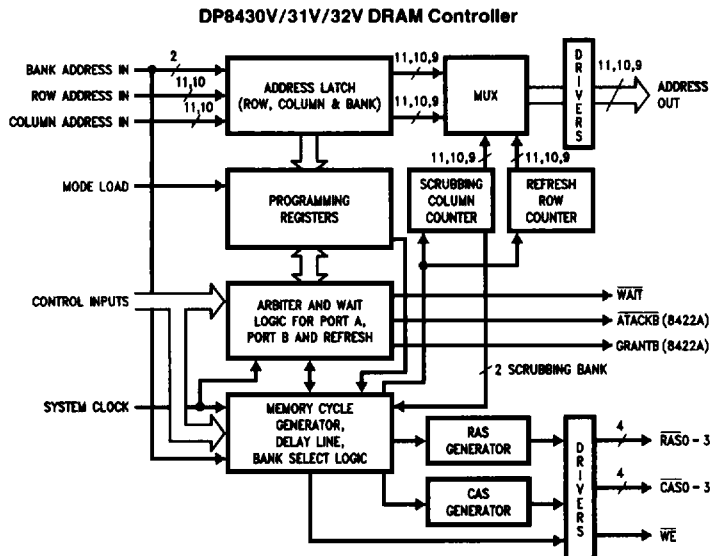 DP8430V/31V/32V DRAM Controller
BANK ADDRESS IN
2
ROW ADDRESS IN
11,10
COLUMN ADDRESS IN
11,10
ADDRESS LATCH
(ROW, COLUMN & BANK)
11,10,9
11,10,9
MUX
DRIVERS
11,10,9
ADDRESS
OUT
11,10,9
11,10,9
MODE LOAD
PROGRAMMING
REGISTERS
SCRUBBING
COLUMN
COUNTER
REFRESH
ROW
COUNTER
CONTROL INPUTS
ARBITER AND WAIT
LOGIC FOR PORT A,
PORT B AND REFRESH
WAIT
ATACKB (8422A)
GRANTB (8422A)
2 SCRUBBING BANK
SYSTEM CLOCK
MEMORY CYCLE
GENERATOR,
DELAY LINE,
BANK SELECT LOGIC
RAS
GENERATOR
CAS
GENERATOR
DRIVERS
4
RAS0 - 3
4
CAS0 - 3
WE